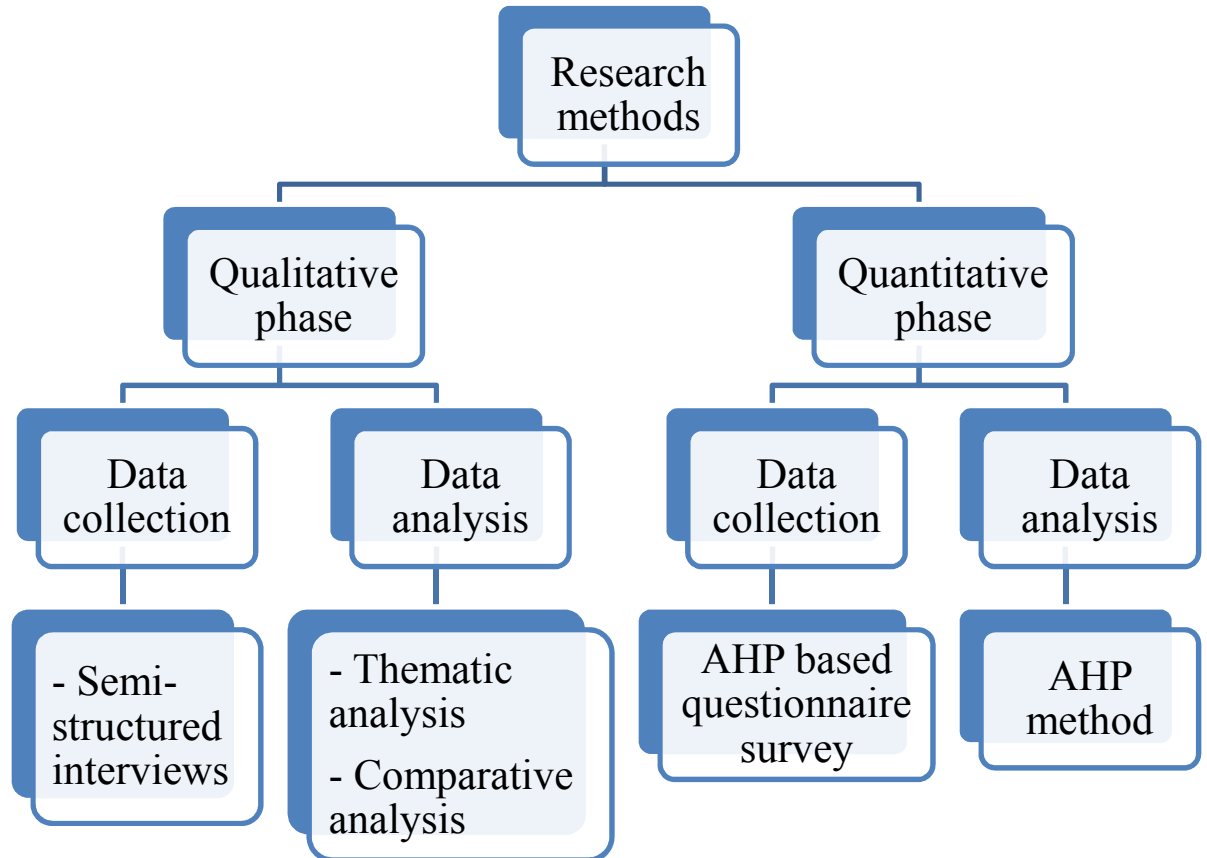 Research
methods
Qualitative
phase
Quantitative
phase
Data
collection
Data
analysis
Data
collection
Data
analysis
- Semi-
structured
interviews
- Thematic
analysis
- Comparative
analysis
AHP based
questionnaire
survey
AHP
method